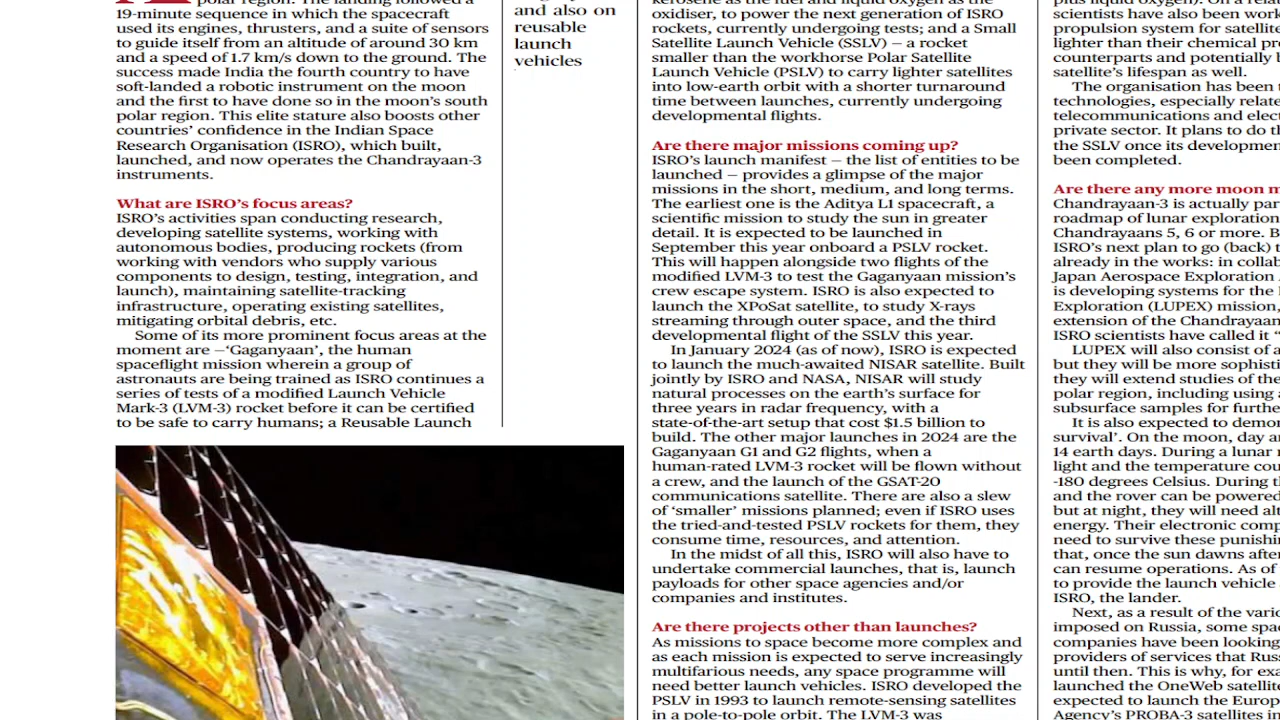 polar region. The landing followed a
19-minute sequence in which the spacecraft
used its engines, thrusters, and a suite of sensors
to guide itself from an altitude of around 30 km
and a speed of 1.7 km/s down to the ground. The
success made India the fourth country to have
soft-landed a robotic instrument on the moon
and the first to have done so in the moon’s south
polar region. This elite stature also boosts other
countries’ confidence in the Indian Space
Research Organisation (ISRO), which built,
launched, and now operates the Chandrayaan-3
instruments.
What are ISRO’s focus areas?
ISRO’s activities span conducting research,
developing satellite systems, working with
autonomous bodies, producing rockets (from
working with vendors who supply various
components to design, testing, integration, and
launch), maintaining satellite-tracking
infrastructure, operating existing satellites,
mitigating orbital debris, etc.
Some of its more prominent focus areas at the
moment are –‘Gaganyaan’, the human
spaceflight mission wherein a group of
astronauts are being trained as ISRO continues a
series of tests of a modified Launch Vehicle
Mark-3 (LVM-3) rocket before it can be certified
to be safe to carry humans; a Reusable Launch
and also on
reusable
launch
vehicles
kerosene as the fuel and liquid oxygen as the
oxidiser, to power the next generation of ISRO
rockets, currently undergoing tests; and a Small
Satellite Launch Vehicle (SSLV) — a rocket
smaller than the workhorse Polar Satellite
Launch Vehicle (PSLV) to carry lighter satellites
into low-earth orbit with a shorter turnaround
time between launches, currently undergoing
developmental flights.
Are there major missions coming up?
ISRO’s launch manifest — the list of entities to be
launched — provides a glimpse of the major
missions in the short, medium, and long terms.
The earliest one is the Aditya L1 spacecraft, a
scientific mission to study the sun in greater
detail. It is expected to be launched in
September this year onboard a PSLV rocket.
This will happen alongside two flights of the
modified LVM-3 to test the Gaganyaan mission’s
crew escape system. ISRO is also expected to
launch the XPoSat satellite, to study X-rays
streaming through outer space, and the third
developmental flight of the SSLV this year.
In January 2024 (as of now), ISRO is expected
to launch the much-awaited NISAR satellite. Built
jointly by ISRO and NASA, NISAR will study
natural processes on the earth’s surface for
three years in radar frequency, with a
state-of-the-art setup that cost $1.5 billion to
build. The other major launches in 2024 are the
Gaganyaan G1 and G2 flights, when a
human-rated LVM-3 rocket will be flown without
a crew, and the launch of the GSAT-20
communications satellite. There are also a slew
of ‘smaller’ missions planned; even if ISRO uses
the tried-and-tested PSLV rockets for them, they
consume time, resources, and attention.
In the midst of all this, ISRO will also have to
undertake commercial launches, that is, launch
payloads for other space agencies and/or
companies and institutes.
Are there projects other than launches?
As missions to space become more complex and
as each mission is expected to serve increasingly
multifarious needs, any space programme will
need better launch vehicles. ISRO developed the
PSLV in 1993 to launch remote-sensing satellites
in a pole-to-pole orbit. The LVM-3 was
plus liquid oxygen). On a
scientists have also been
propulsion system for
lighter than their chemical
counterparts and potentially
satellite’s lifespan as well.
The organisation has been
technologies, especially
telecommunications and
private sector. It plans to do
the SSLV once its
been completed.
Are there any more moon
Chandrayaan-3 is actually
roadmap of lunar exploration
Chandrayaans 5, 6 or more.
ISRO’s next plan to go (back)
already in the works: in
Japan Aerospace Exploration
is developing systems for the
Exploration (LUPEX) mission,
extension of the
ISRO scientists have called it
LUPEX will also consist of a
but they will be more
they will extend studies of the
polar region, including using
subsurface samples for
It is also expected to
survival’. On the moon, day
14 earth days. During a lunar
light and the temperature
-180 degrees Celsius. During
and the rover can be powered
but at night, they will need
energy. Their electronic
need to survive these
that, once the sun dawns
can resume operations. As of
to provide the launch vehicle
ISRO, the lander.
Next, as a result of the
imposed on Russia, some
companies have been looking
providers of services that
until then. This is why, for
launched the OneWeb
expected to launch the
Agency’s PROBA-3 satellites